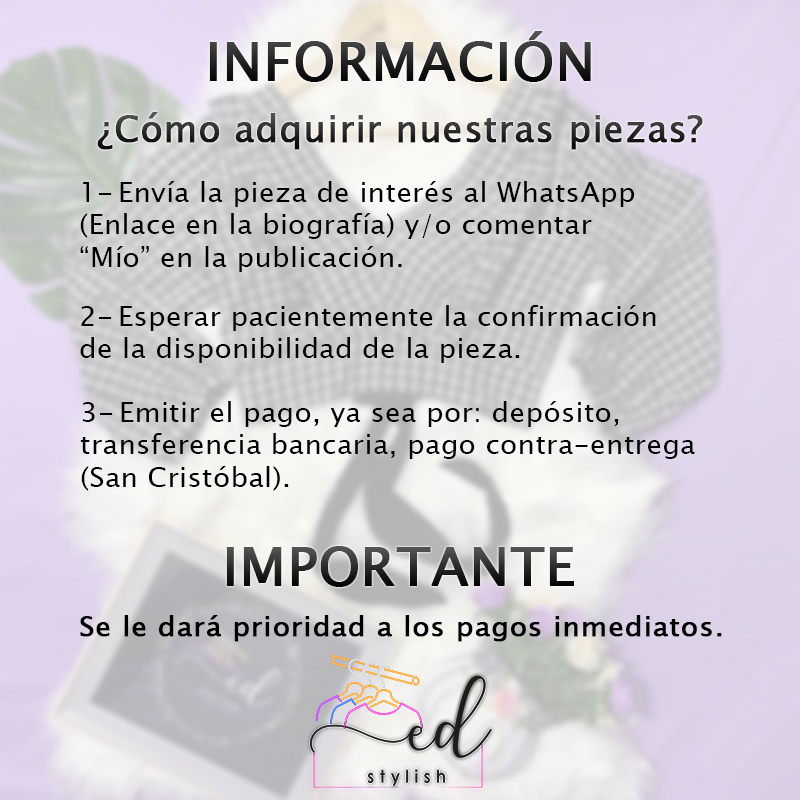 INFORMACIÓN
¿Cómo adquirir nuestras piezas?
1- Envía la pieza de interés al WhatsApp
(Enlace en la biografía) y/o comentar
“Mío” en la publicación.
2- Esperar pacientemente la confirmación
de la disponibilidad de la pieza.
3- Emitir el pago, ya sea por: depósito,
transferencia bancaria, pago contra-entrega
(San Cristóbal).
IMPORTANTE
Se le dará prioridad a los pagos inmediatos.
ed
stylish